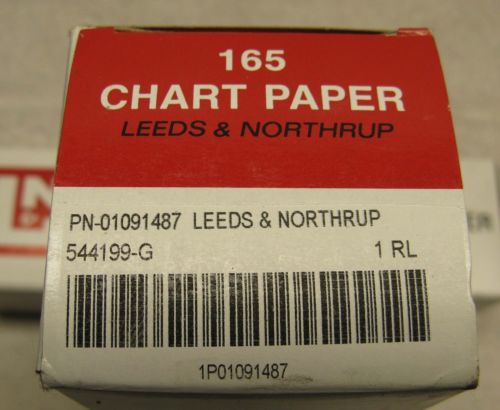 165
CHART PAPER
LEEDS & NORTHRUP
PN-01091487 LEEDS & NORTHRUP
544199-G 1 RL
1P01091487